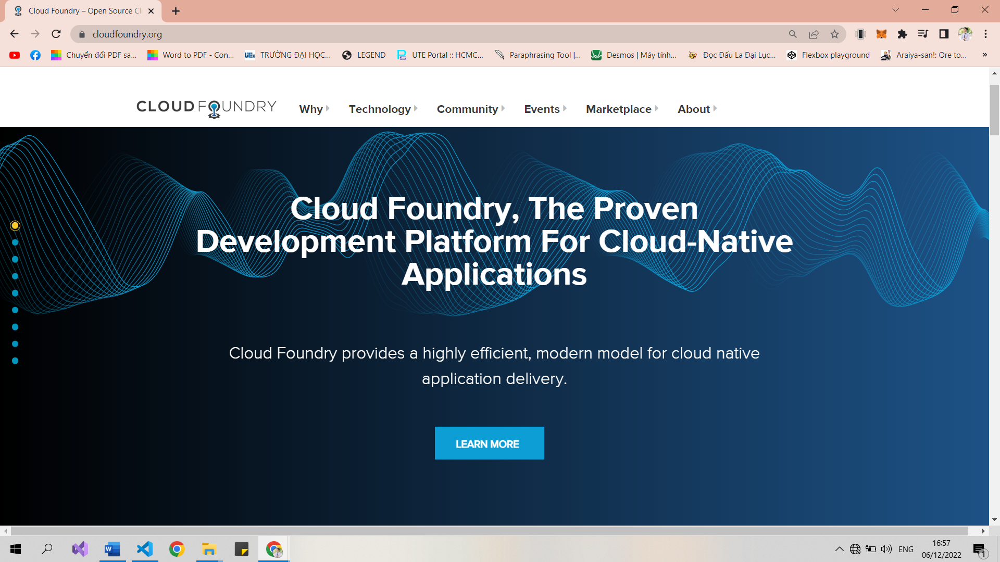 Cloud Foundry – Open Source Cl
cloudfoundry.org
Chuyển đổi PDF sa...
Word to PDF - Con...
UEx
TRƯỜNG ĐẠI HỌC...
LEGEND
UTE Portal :: HCMC...
Paraphrasing Tool |...
Desmos | Máy tính...
Đọc Đấu La Đại Lục...
Flexbox playground
Araiya-san!: Ore to...
»
CLOUD FOUNDRY
Why
Technology
Community
Events
Marketplace
About
Cloud Foundry, The Proven
Development Platform For Cloud-Native
Applications
Cloud Foundry provides a highly efficient, modern model for cloud native
application delivery.
LEARN MORE
ENG
16:57
06/12/2022
1